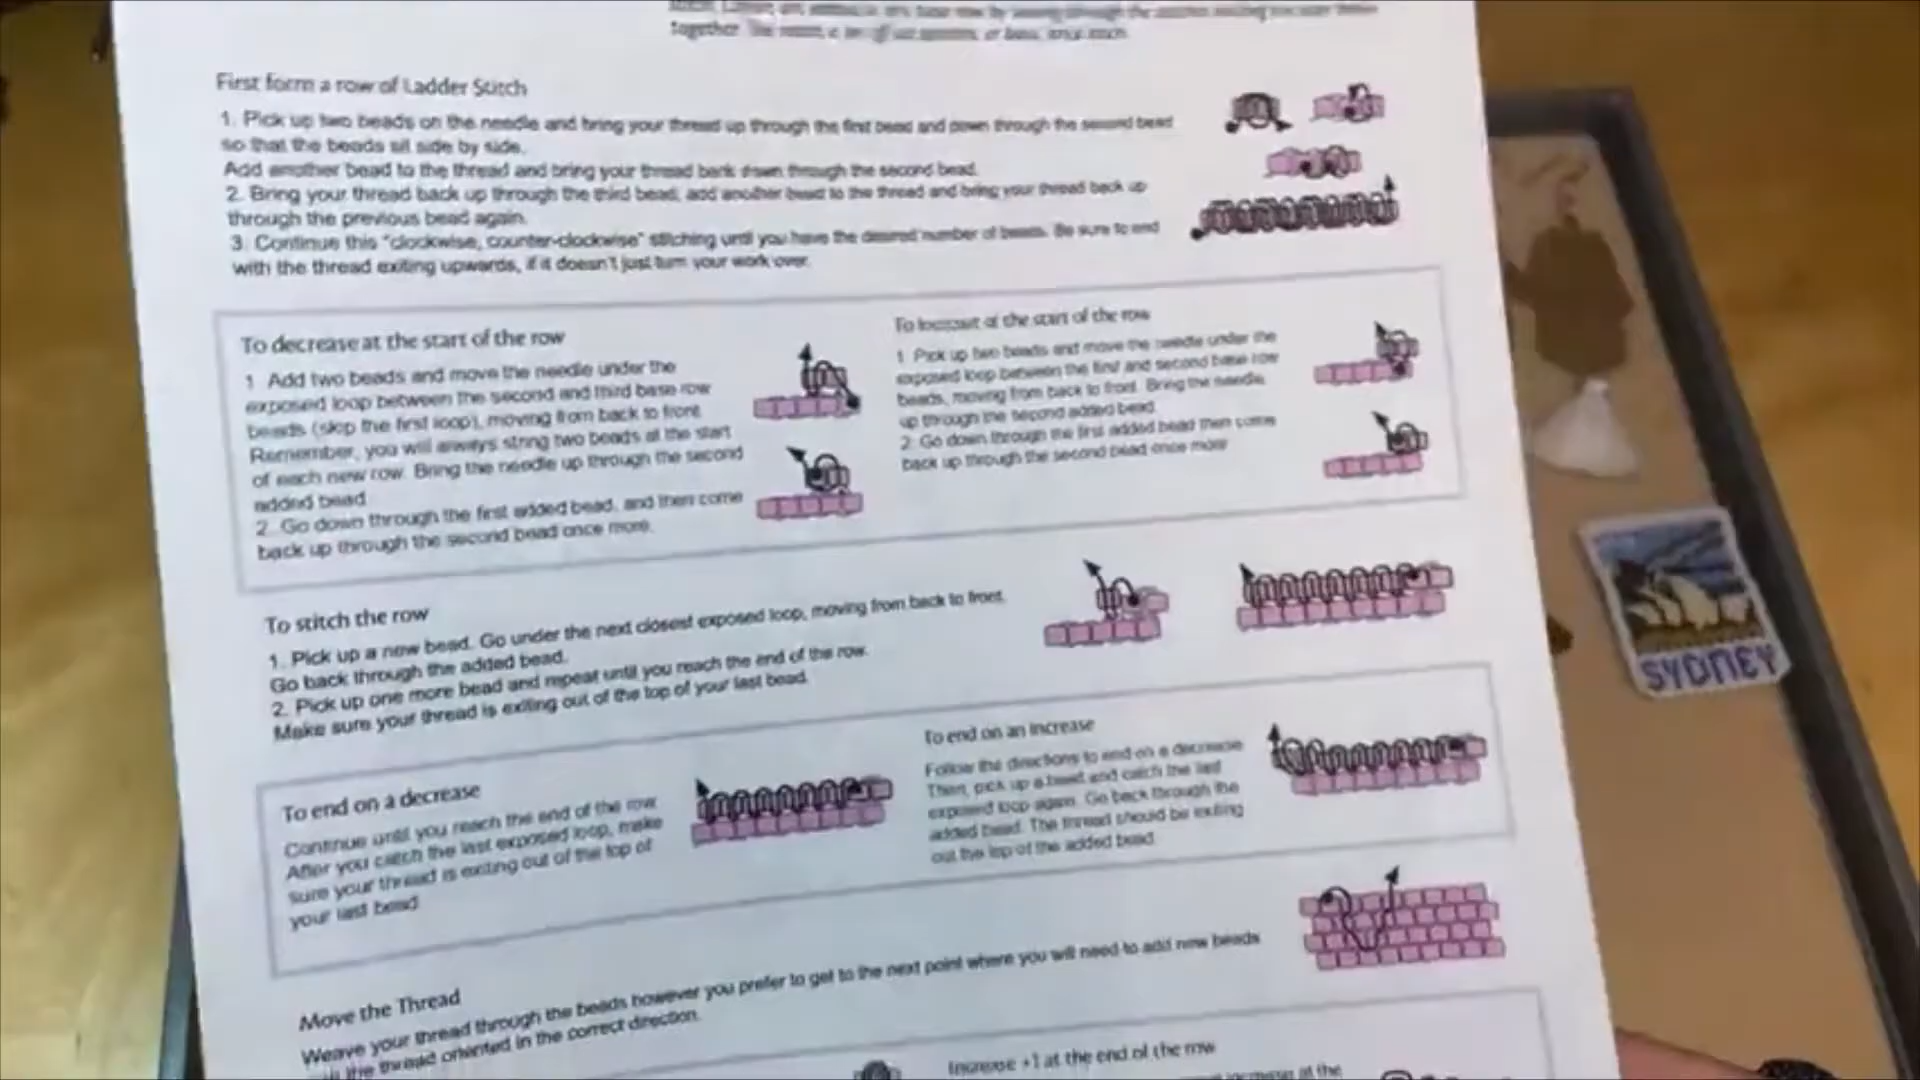 Together.
First form a row of Ladder Stitch
1. Pick up two beads on the needle and bring your thread up through the first bead and down through the second bead
so that the beads sit side by side.
Add another bead to the thread and bring your thread back down through the second bead.
2. Bring your thread back up through the third bead, add another bead to the thread and bring your thread back up
through the previous bead again.
3. Continue this "clockwise, counter-clockwise" stitching until you have the desired number of beads. Be sure to end
with the thread exiting upwards, if it doesn't just turn your work over.
To decrease at the start of the row
1 Add two beads and move the needle under the
exposed loop between the second and third base row
beads (skip the first loop), moving from back to front.
Remember, you will always string two beads at the start
of each new row. Bring the needle up through the second
added bead.
2. Go down through the first added bead, and then come
back up through the second bead once more.
To increase at the start of the row
1 Pick up two beads and move the needle under the
exposed loop between the first and second base row
beads, moving from back to front. Bring the needle
up through the second added bead.
2. Go down through the first added bead then come
back up through the second bead once more
To stitch the row
1. Pick up a new bead. Go under the next closest exposed loop, moving from back to front.
Go back through the added bead.
2. Pick up one more bead and repeat until you reach the end of the row.
Make sure your thread is exiting out of the top of your last bead.
To end on a decrease
Continue until you reach the end of the row.
After you catch the last exposed loop, make
sure your thread is exiting out of the top of
your last bead
To end on an increase
Follow the directions to end on a decrease
Then, pick up a bead and catch the last
exposed loop again. Go back through the
added bead. The thread should be exiting
out the top of the added bead.
Move the Thread
Weave your thread through the beads however you prefer to get to the next point where you will need to add new beads
the thread oriented in the correct direction.
Increase +1 at the end of the row
increase at the
SYDNEY